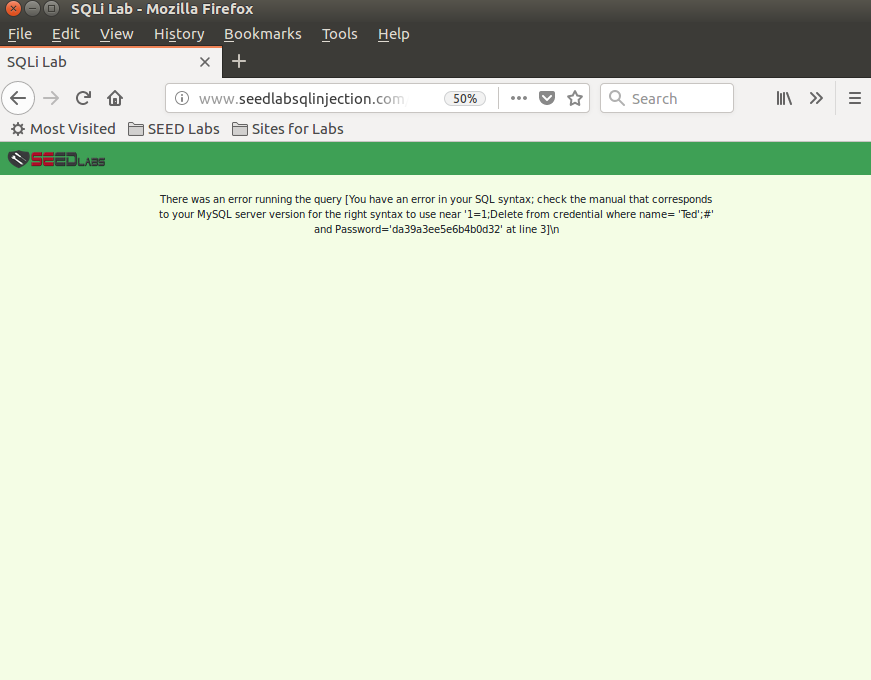 SQLi Lab - Mozilla Firefox
File Edit View History Bookmarks Tools Help
SQLi Lab
www.seedlabsqlinjection.com 50% Search
Most Visited SEED Labs Sites for Labs
SEEDLABS
There was an error running the query [You have an error in your SQL syntax; check the manual that corresponds
to your MySQL server version for the right syntax to use near '1=1;Delete from credential where name= 'Ted';#'
and Password='da39a3ee5e6b4b0d32' at line 3]\n